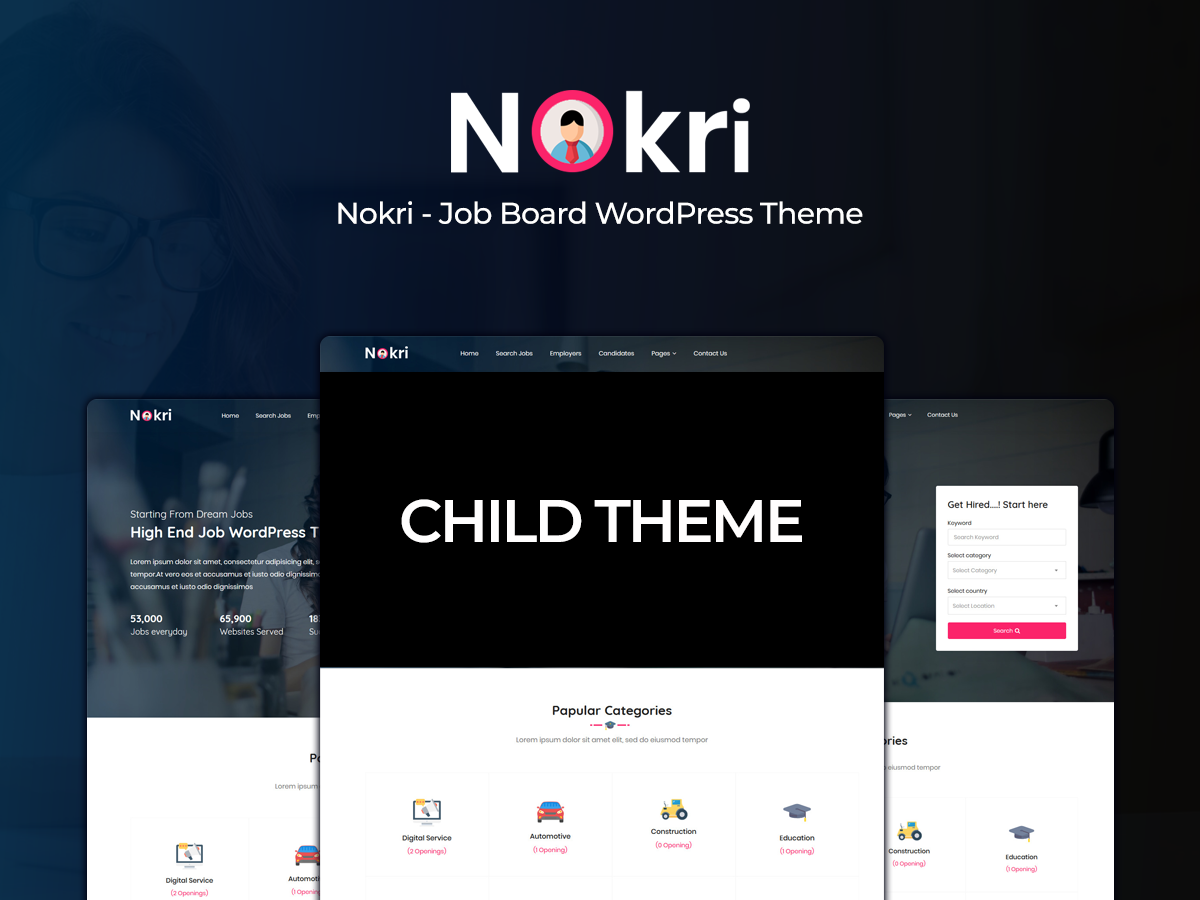 Nokri
Nokri - Job Board WordPress Theme
Nokri
Home Search Jobs Employers Candidates Pages Contact Us
CHILD THEME
Papular Categories
Lorem ipsum dolor sit amet elit, sed do eiusmod tempor
Digital Service
(2 Openings)
Automotive
(1 Opening)
Construction
(0 Opening)
Education
(1 Opening)
Nokri
Home Search Jobs Emp
Starting From Dream Jobs
High End Job WordPress T
Lorem ipsum dolor sit amet, consectetur adipisicing elit, s
tempor.At vero eos et accusamus et iusto odio dignissimo
accusamus et iusto odio dignissimos
53,000
Jobs everyday
65,900
Websites Served
18
Su
Po
Lorem ipsum
Digital Service
(2 Openings)
Automoti
(1 Openin
Pages Contact Us
Get Hired....! Start here
Keyword
Search Keyword
Select category
Select Category
Select country
Select Location
Search
ories
eiusmod tempor
Construction
(0 Opening)
Education
(1 Opening)